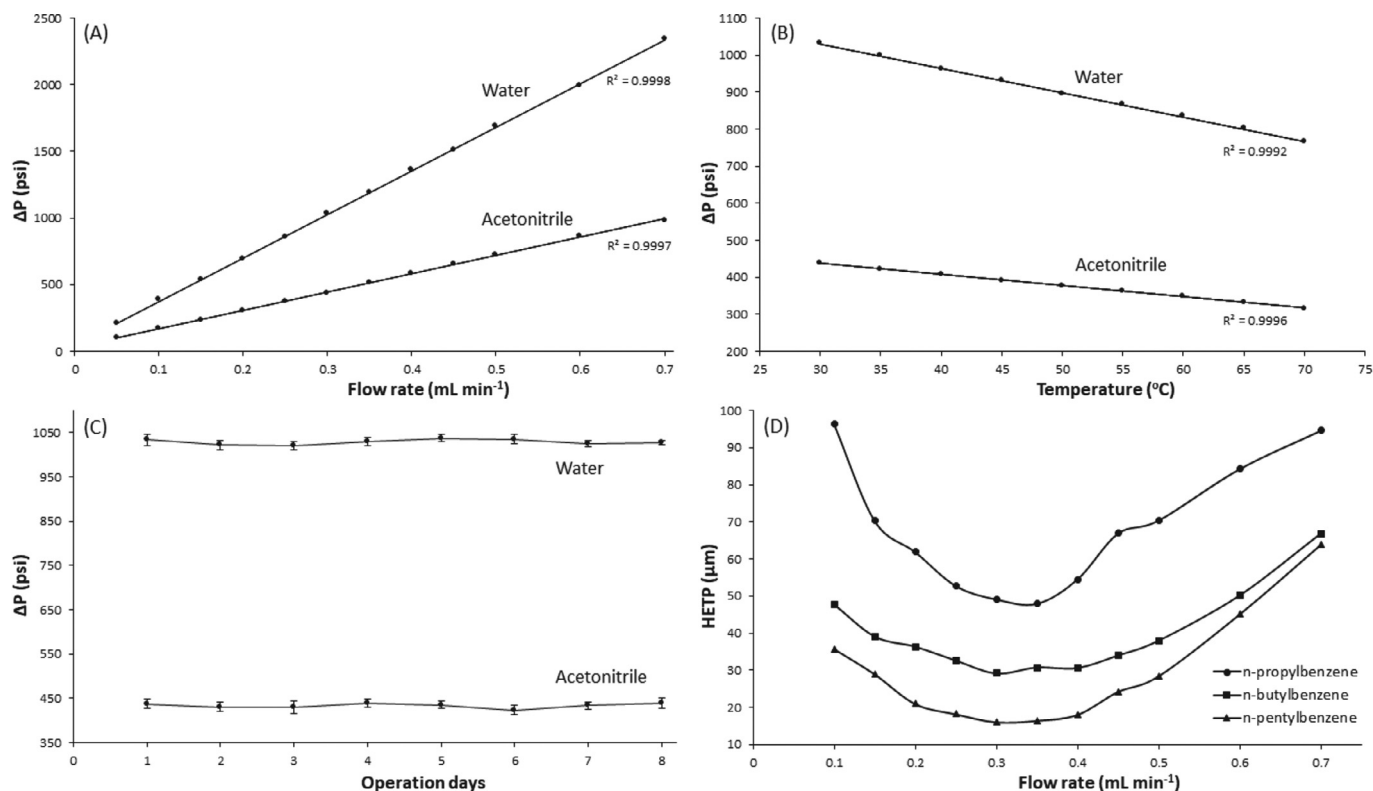 (A)
2500
2000
1500
1000
500
0
ΔP (psi)
Water
R² = 0.9998
Acetonitrile
R² = 0.9997
0 0.1 0.2 0.3 0.4 0.5 0.6 0.7
Flow rate (mL min⁻¹)
(B)
1100
1000
900
800
700
600
500
400
300
200
ΔP (psi)
Water
R² = 0.9992
Acetonitrile
R² = 0.9996
25 30 35 40 45 50 55 60 65 70 75
Temperature (°C)
(C)
1050
950
850
750
650
550
450
350
ΔP (psi)
Water
Acetonitrile
0 1 2 3 4 5 6 7 8
Operation days
(D)
100
90
80
70
60
50
40
30
20
10
HETP (μm)
n-propylbenzene
n-butylbenzene
n-pentylbenzene
0.1 0.2 0.3 0.4 0.5 0.6 0.7
Flow rate (mL min⁻¹)